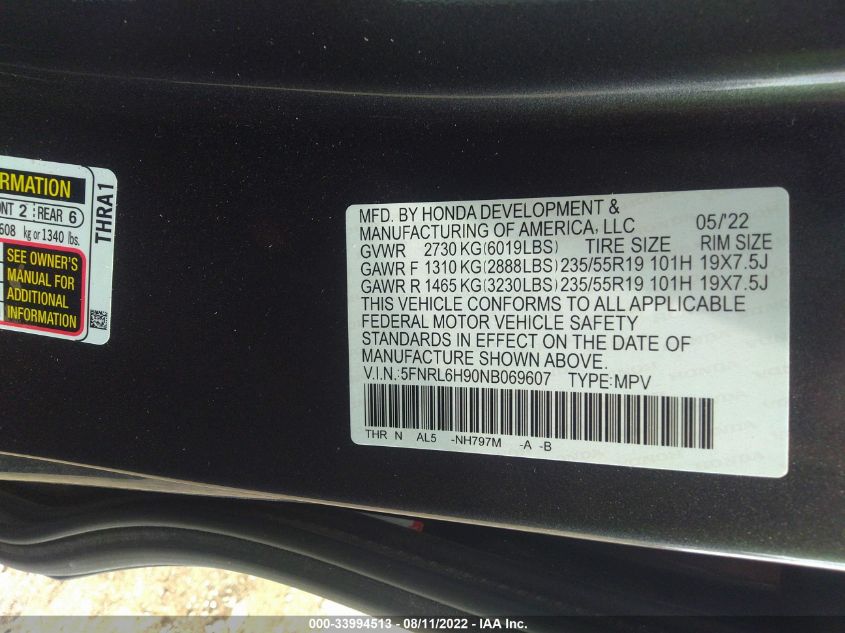 RMATION
NT 2 REAR 6
608 kg or 1340 lbs.
SEE OWNER'S
MANUAL FOR
ADDITIONAL
INFORMATION
THRA1
MFD. BY HONDA DEVELOPMENT &
MANUFACTURING OF AMERICA, LLC 05/'22
GVWR 2730 KG(6019LBS) TIRE SIZE RIM SIZE
GAWR F 1310 KG(2888LBS) 235/55R19 101H 19X7.5J
GAWR R 1465 KG(3230LBS) 235/55R19 101H 19X7.5J
THIS VEHICLE CONFORMS TO ALL APPLICABLE
FEDERAL MOTOR VEHICLE SAFETY
STANDARDS IN EFFECT ON THE DATE OF
MANUFACTURE SHOWN ABOVE.
V.I.N.:5FNRL6H90NB069607 TYPE:MPV
THR N AL5 -NH797M -A -B
000-33994513 - 08/11/2022 - IAA Inc.